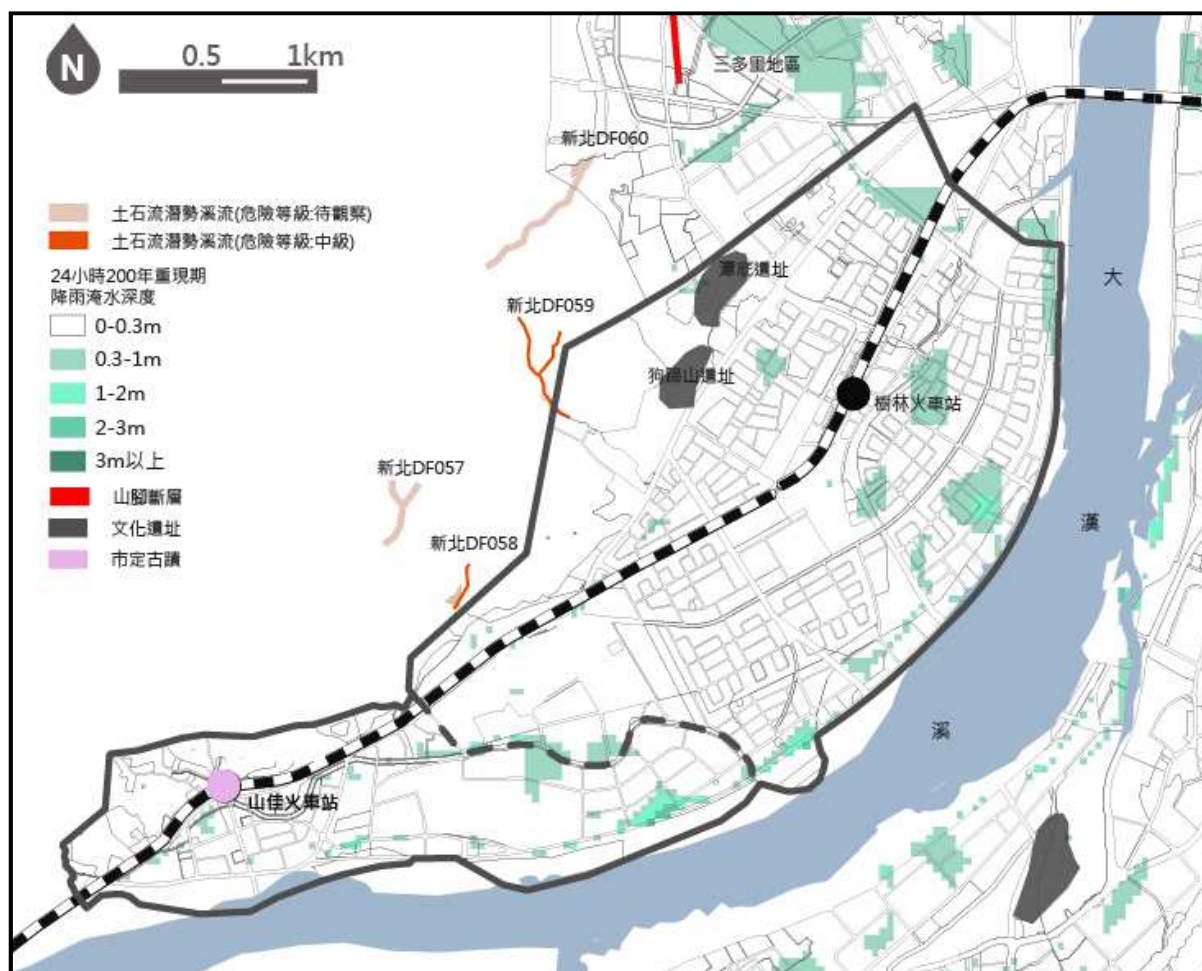 N
0.5 1km
三多里地區
新北DF060
土石流潛勢溪流(危險等級:待觀察)
土石流潛勢溪流(危險等級:中級)
24小時200年重現期
降雨淹水深度
0-0.3m
0.3-1m
1-2m
2-3m
3m以上
山腳斷層
文化遺址
市定古蹟
潭底遺址
大
新北DF059
狗蹄山遺址
樹林火車站
新北DF057
漢
新北DF058
溪
山佳火車站